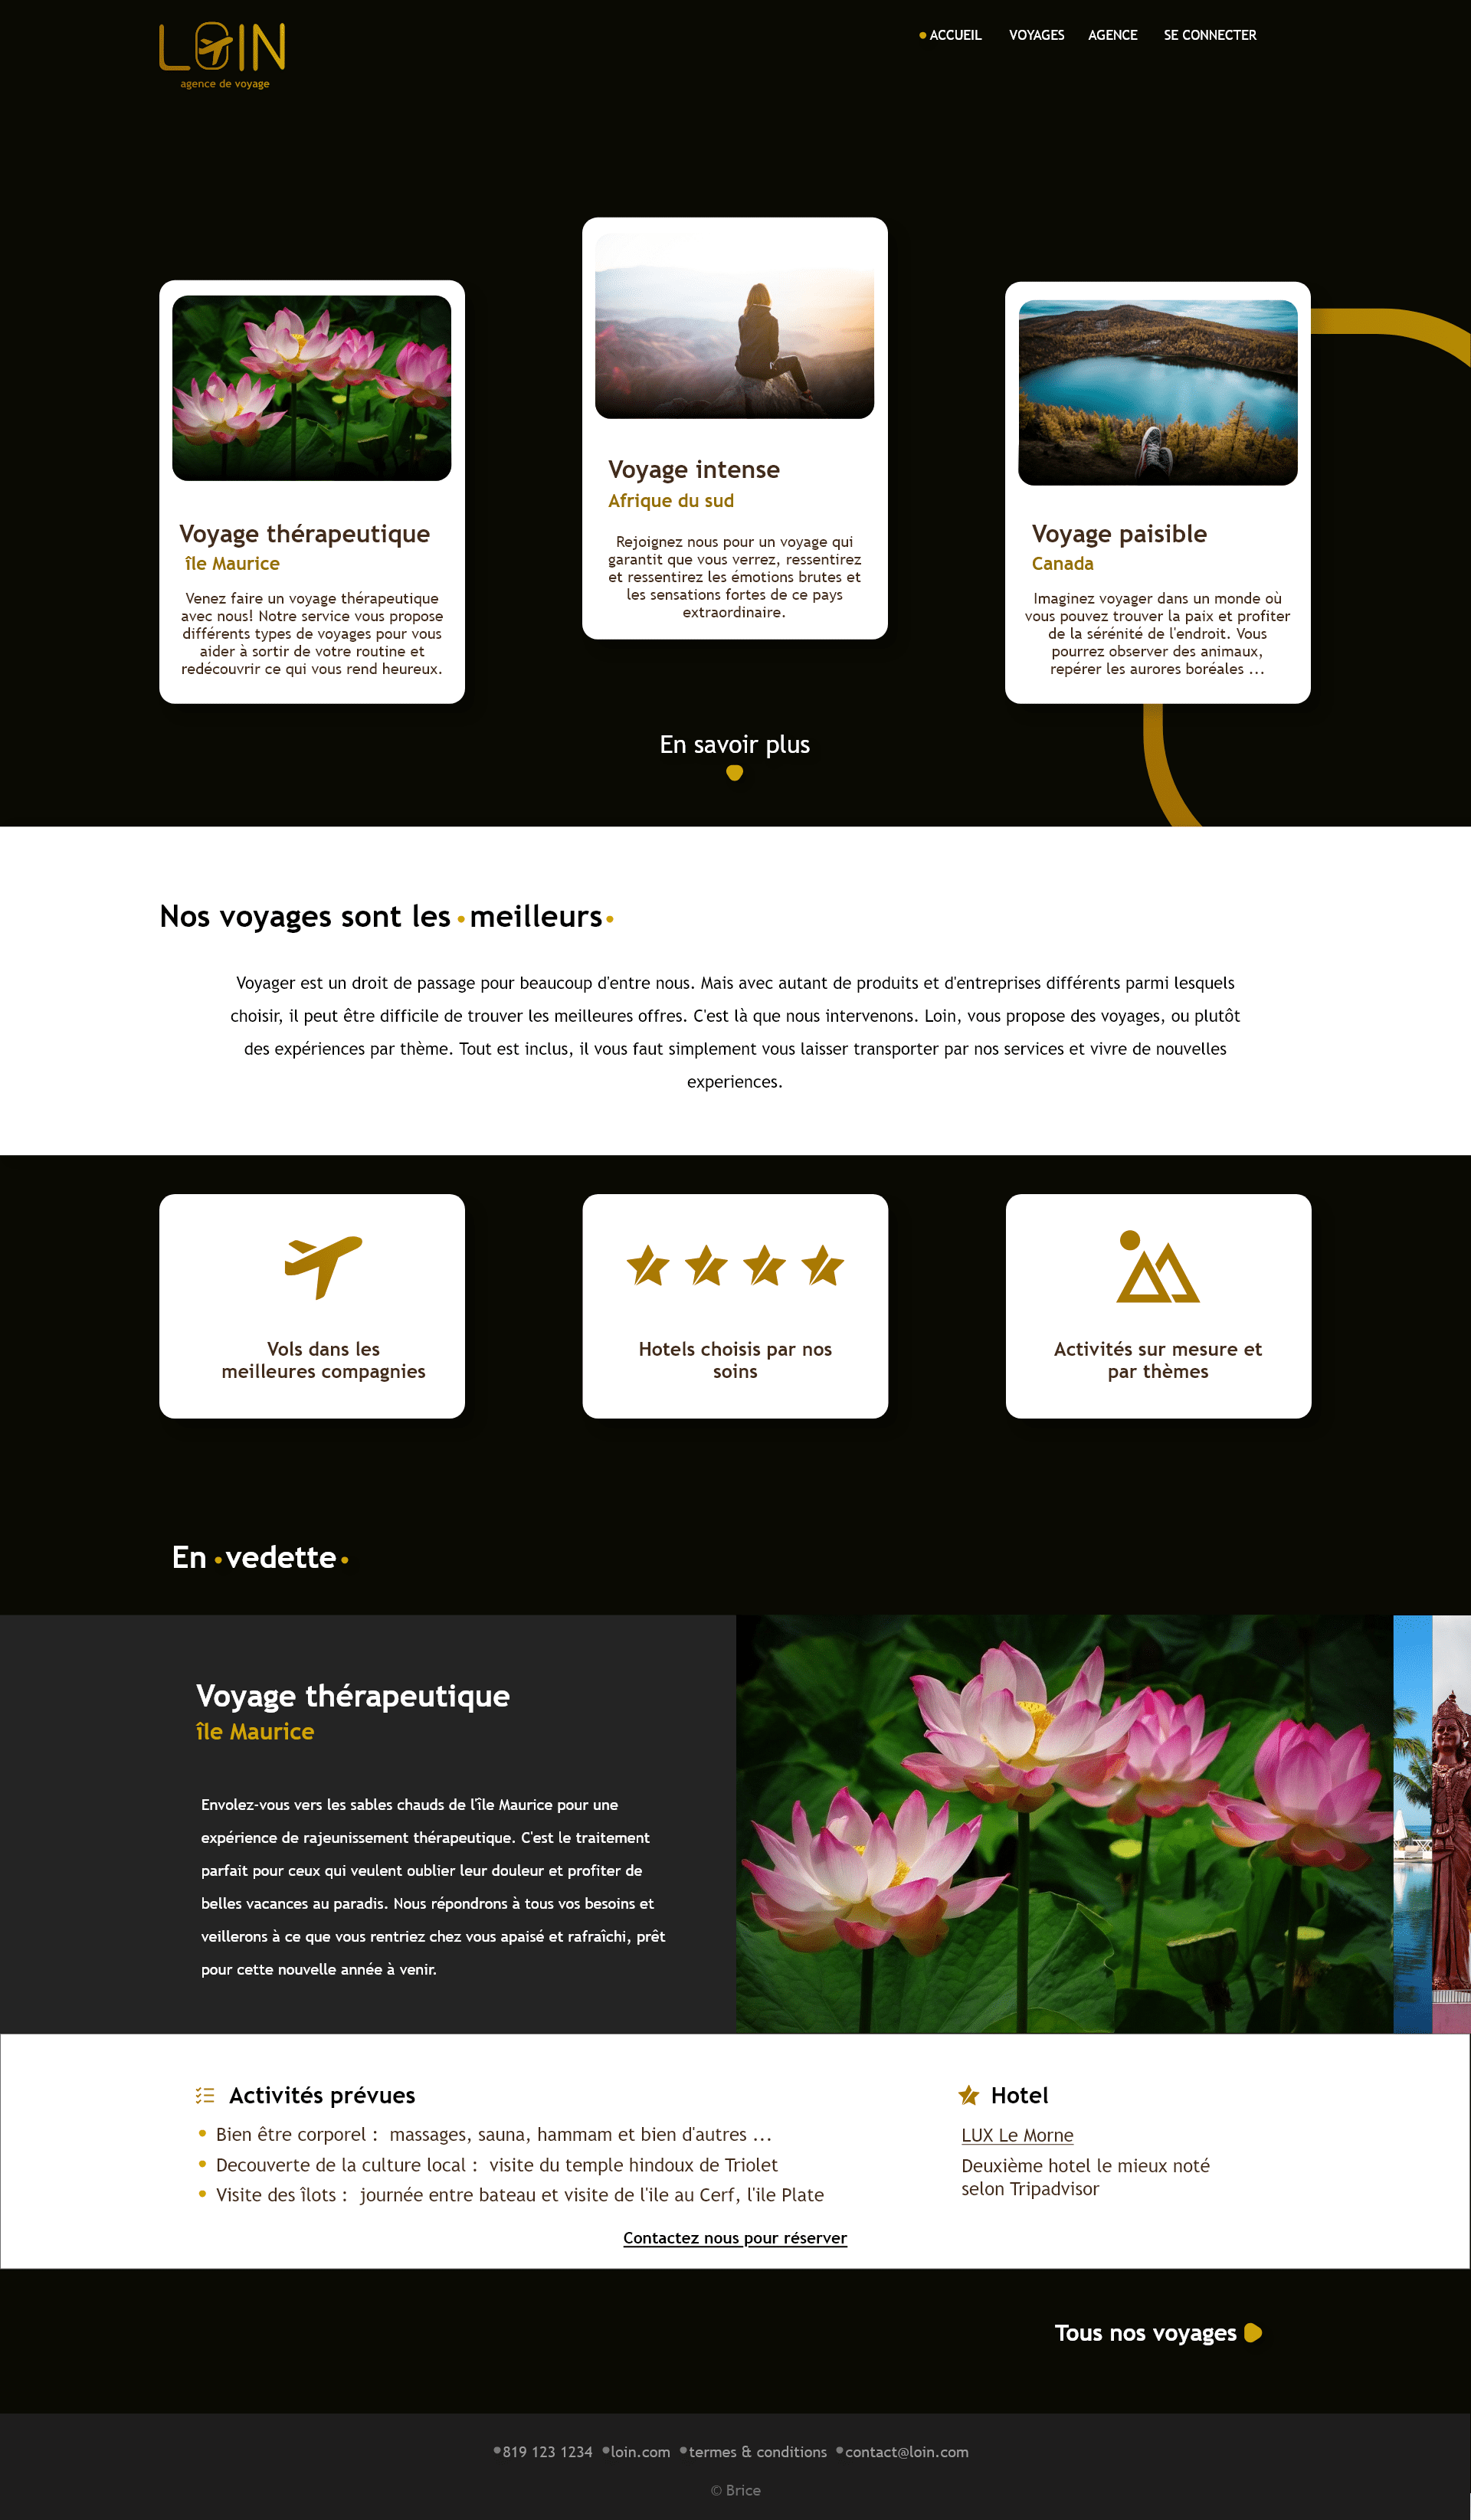 LOIN
agence de voyage
ACCUEIL VOYAGES AGENCE SE CONNECTER
Voyage thérapeutique
île Maurice
Venez faire un voyage thérapeutique
avec nous! Notre service vous propose
différents types de voyages pour vous
aider à sortir de votre routine et
redécouvrir ce qui vous rend heureux.
Voyage intense
Afrique du sud
Rejoignez nous pour un voyage qui
garantit que vous verrez, ressentirez
et ressentirez les émotions brutes et
les sensations fortes de ce pays
extraordinaire.
Voyage paisible
Canada
Imaginez voyager dans un monde où
vous pouvez trouver la paix et profiter
de la sérénité de l'endroit. Vous
pourrez observer des animaux,
repérer les aurores boréales ...
En savoir plus
Nos voyages sont les meilleurs
Voyager est un droit de passage pour beaucoup d'entre nous. Mais avec autant de produits et d'entreprises différents parmi lesquels
choisir, il peut être difficile de trouver les meilleures offres. C'est là que nous intervenons. Loin, vous propose des voyages, ou plutôt
des expériences par thème. Tout est inclus, il vous faut simplement vous laisser transporter par nos services et vivre de nouvelles
experiences.
Vols dans les
meilleures compagnies
Hotels choisis par nos
soins
Activités sur mesure et
par thèmes
En vedette
Voyage thérapeutique
île Maurice
Envolez-vous vers les sables chauds de l'île Maurice pour une
expérience de rajeunissement thérapeutique. C'est le traitement
parfait pour ceux qui veulent oublier leur douleur et profiter de
belles vacances au paradis. Nous répondrons à tous vos besoins et
veillerons à ce que vous rentriez chez vous apaisé et rafraîchi, prêt
pour cette nouvelle année à venir.
Activités prévues
Bien être corporel : massages, sauna, hammam et bien d'autres ...
Decouverte de la culture local : visite du temple hindoux de Triolet
Visite des îlots : journée entre bateau et visite de l'ile au Cerf, l'ile Plate
Hotel
LUX Le Morne
Deuxième hotel le mieux noté
selon Tripadvisor
Contactez nous pour réserver
Tous nos voyages
819 123 1234 loin.com termes & conditions contact@loin.com
© Brice